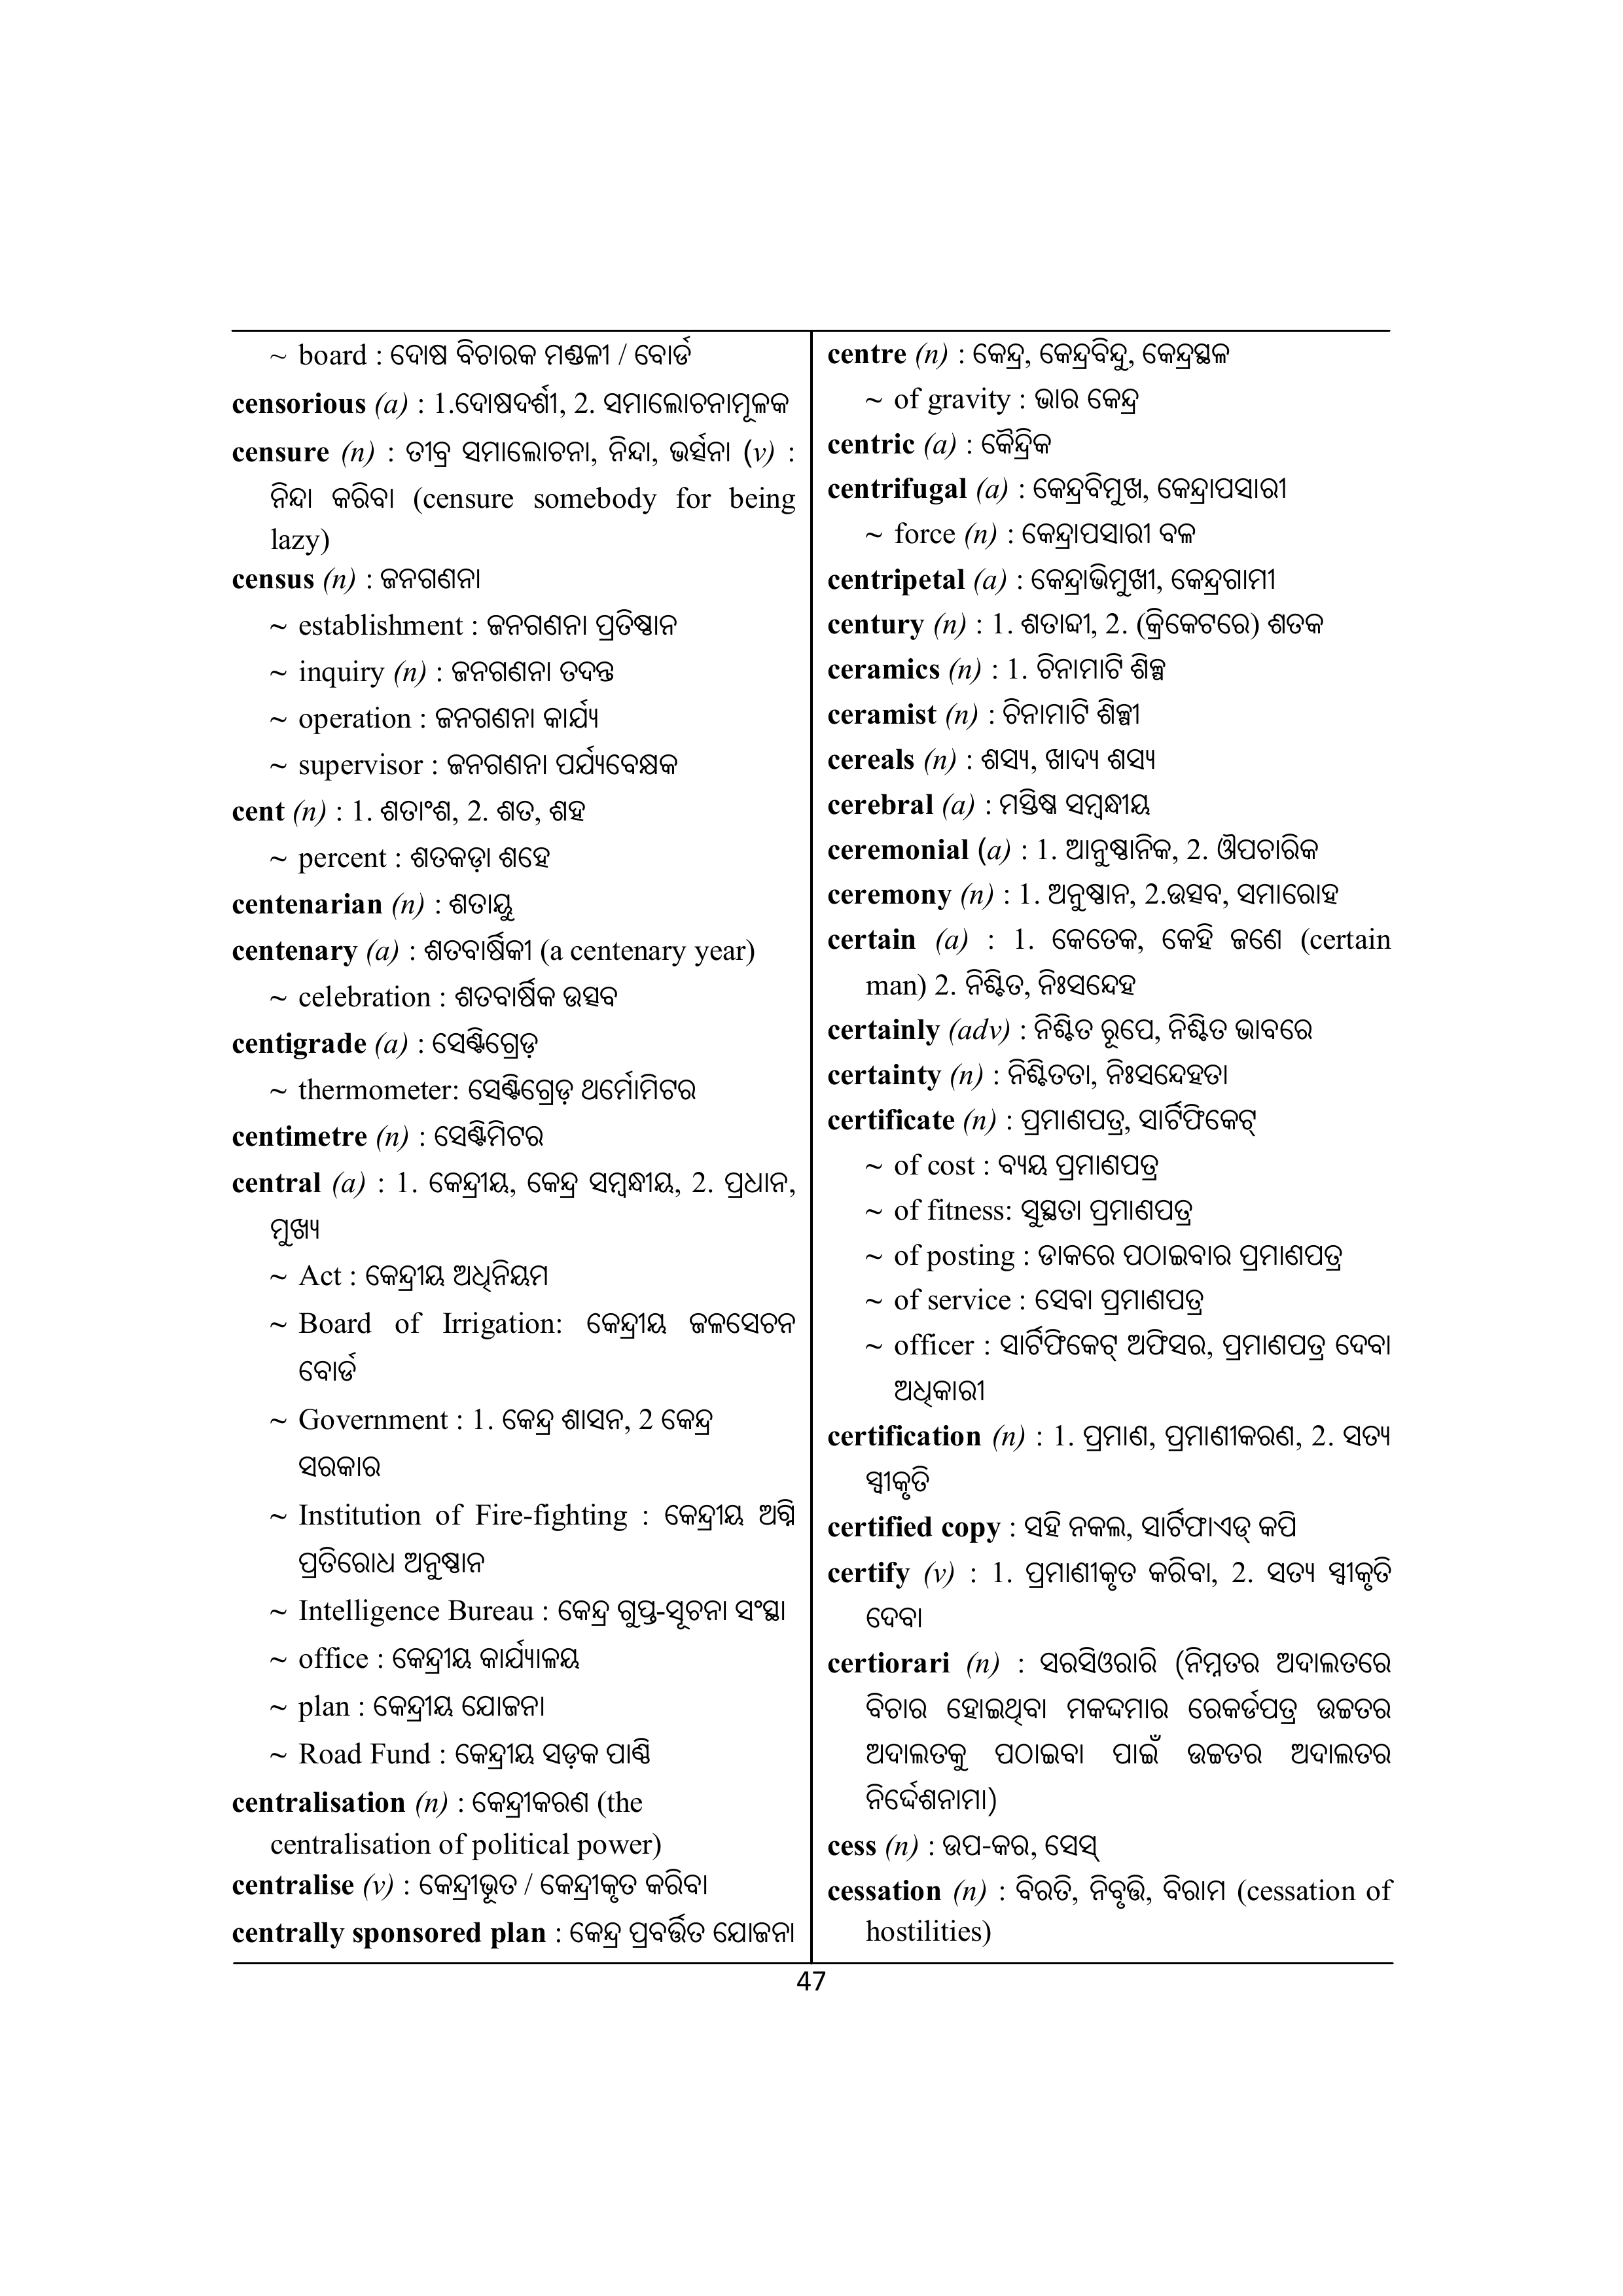 ~ board : ଦୋଷ ବିଚାରକ ମଣ୍ଡଳୀ / ବୋର୍ଡ
censorious (a) : 1.ଦୋଷଦର୍ଶୀ, 2. ସମାଲୋଚନାମୂଳକ
censure (n) : ତୀବ୍ର ସମାଲୋଚନା, ନିନ୍ଦା, ଭର୍ତ୍ସନା (v) :
ନିନ୍ଦା କରିବା (censure somebody for being
lazy)
census (n) : ଜନଗଣନା
~ establishment : ଜନଗଣନା ପ୍ରତିଷ୍ଠାନ
~ inquiry (n) : ଜନଗଣନା ତଦନ୍ତ
~ operation : ଜନଗଣନା କାର୍ଯ୍ୟ
~ supervisor : ଜନଗଣନା ପର୍ଯ୍ୟବେକ୍ଷକ
cent (n) : 1. ଶତାଂଶ, 2. ଶତ, ଶହ
~ percent : ଶତକଡ଼ା ଶହେ
centenarian (n) : ଶତାୟୁ
centenary (a) : ଶତବାର୍ଷିକୀ (a centenary year)
~ celebration : ଶତବାର୍ଷିକ ଉତ୍ସବ
centigrade (a) : ସେଣ୍ଟିଗ୍ରେଡ଼
~ thermometer: ସେଣ୍ଟିଗ୍ରେଡ଼ ଥର୍ମୋମିଟର
centimetre (n) : ସେଣ୍ଟିମିଟର
central (a) : 1. କେନ୍ଦ୍ରୀୟ, କେନ୍ଦ୍ର ସମ୍ବନ୍ଧୀୟ, 2. ପ୍ରଧାନ,
ମୁଖ୍ୟ
~ Act : କେନ୍ଦ୍ରୀୟ ଅଧିନିୟମ
~ Board of Irrigation: କେନ୍ଦ୍ରୀୟ ଜଳସେଚନ
ବୋର୍ଡ
~ Government : 1. କେନ୍ଦ୍ର ଶାସନ, 2 କେନ୍ଦ୍ର
ସରକାର
~ Institution of Fire-fighting : କେନ୍ଦ୍ରୀୟ ଅଗ୍ନି
ପ୍ରତିରୋଧ ଅନୁଷ୍ଠାନ
~ Intelligence Bureau : କେନ୍ଦ୍ର ଗୁପ୍ତ-ସୂଚନା ସଂସ୍ଥା
~ office : କେନ୍ଦ୍ରୀୟ କାର୍ଯ୍ୟାଳୟ
~ plan : କେନ୍ଦ୍ରୀୟ ଯୋଜନା
~ Road Fund : କେନ୍ଦ୍ରୀୟ ସଡ଼କ ପାଣ୍ଠି
centralisation (n) : କେନ୍ଦ୍ରୀକରଣ (the
centralisation of political power)
centralise (v) : କେନ୍ଦ୍ରୀଭୂତ / କେନ୍ଦ୍ରୀକୃତ କରିବା
centrally sponsored plan : କେନ୍ଦ୍ର ପ୍ରବର୍ତ୍ତିତ ଯୋଜନା
centre (n) : କେନ୍ଦ୍ର, କେନ୍ଦ୍ରବିନ୍ଦୁ, କେନ୍ଦ୍ରସ୍ଥଳ
~ of gravity : ଭାର କେନ୍ଦ୍ର
centric (a) : କୈନ୍ଦ୍ରିକ
centrifugal (a) : କେନ୍ଦ୍ରବିମୁଖ, କେନ୍ଦ୍ରାପସାରୀ
~ force (n) : କେନ୍ଦ୍ରାପସାରୀ ବଳ
centripetal (a) : କେନ୍ଦ୍ରାଭିମୁଖୀ, କେନ୍ଦ୍ରଗାମୀ
century (n) : 1. ଶତାବ୍ଦୀ, 2. (କ୍ରିକେଟରେ) ଶତକ
ceramics (n) : 1. ଚିନାମାଟି ଶିଳ୍ପ
ceramist (n) : ଚିନାମାଟି ଶିଳ୍ପୀ
cereals (n) : ଶସ୍ୟ, ଖାଦ୍ୟ ଶସ୍ୟ
cerebral (a) : ମସ୍ତିଷ୍କ ସମ୍ବନ୍ଧୀୟ
ceremonial (a) : 1. ଆନୁଷ୍ଠାନିକ, 2. ଔପଚାରିକ
ceremony (n) : 1. ଅନୁଷ୍ଠାନ, 2.ଉତ୍ସବ, ସମାରୋହ
certain (a) : 1. କେତେକ, କେହି ଜଣେ (certain
man) 2. ନିଶ୍ଚିତ, ନିଃସନ୍ଦେହ
certainly (adv) : ନିଶ୍ଚିତ ରୂପେ, ନିଶ୍ଚିତ ଭାବରେ
certainty (n) : ନିଶ୍ଚିତତା, ନିଃସନ୍ଦେହତା
certificate (n) : ପ୍ରମାଣପତ୍ର, ସାର୍ଟିଫିକେଟ୍
~ of cost : ବ୍ୟୟ ପ୍ରମାଣପତ୍ର
~ of fitness: ସୁସ୍ଥତା ପ୍ରମାଣପତ୍ର
~ of posting : ଡାକରେ ପଠାଇବାର ପ୍ରମାଣପତ୍ର
~ of service : ସେବା ପ୍ରମାଣପତ୍ର
~ officer : ସାର୍ଟିଫିକେଟ୍ ଅଫିସର, ପ୍ରମାଣପତ୍ର ଦେବା
ଅଧିକାରୀ
certification (n) : 1. ପ୍ରମାଣ, ପ୍ରମାଣୀକରଣ, 2. ସତ୍ୟ
ସ୍ୱୀକୃତି
certified copy : ସହି ନକଲ, ସାର୍ଟିଫାଏଡ୍ କପି
certify (v) : 1. ପ୍ରମାଣୀକୃତ କରିବା, 2. ସତ୍ୟ ସ୍ୱୀକୃତି
ଦେବା
certiorari (n) : ସରସିଓରାରି (ନିମ୍ନତର ଅଦାଲତରେ
ବିଚାର ହୋଇଥିବା ମକଦ୍ଦମାର ରେକର୍ଡପତ୍ର ଉଚ୍ଚତର
ଅଦାଲତକୁ ପଠାଇବା ପାଇଁ ଉଚ୍ଚତର ଅଦାଲତର
ନିର୍ଦ୍ଦେଶନାମା)
cess (n) : ଉପ-କର, ସେସ୍
cessation (n) : ବିରତି, ନିବୃତ୍ତି, ବିରାମ (cessation of
hostilities)
47